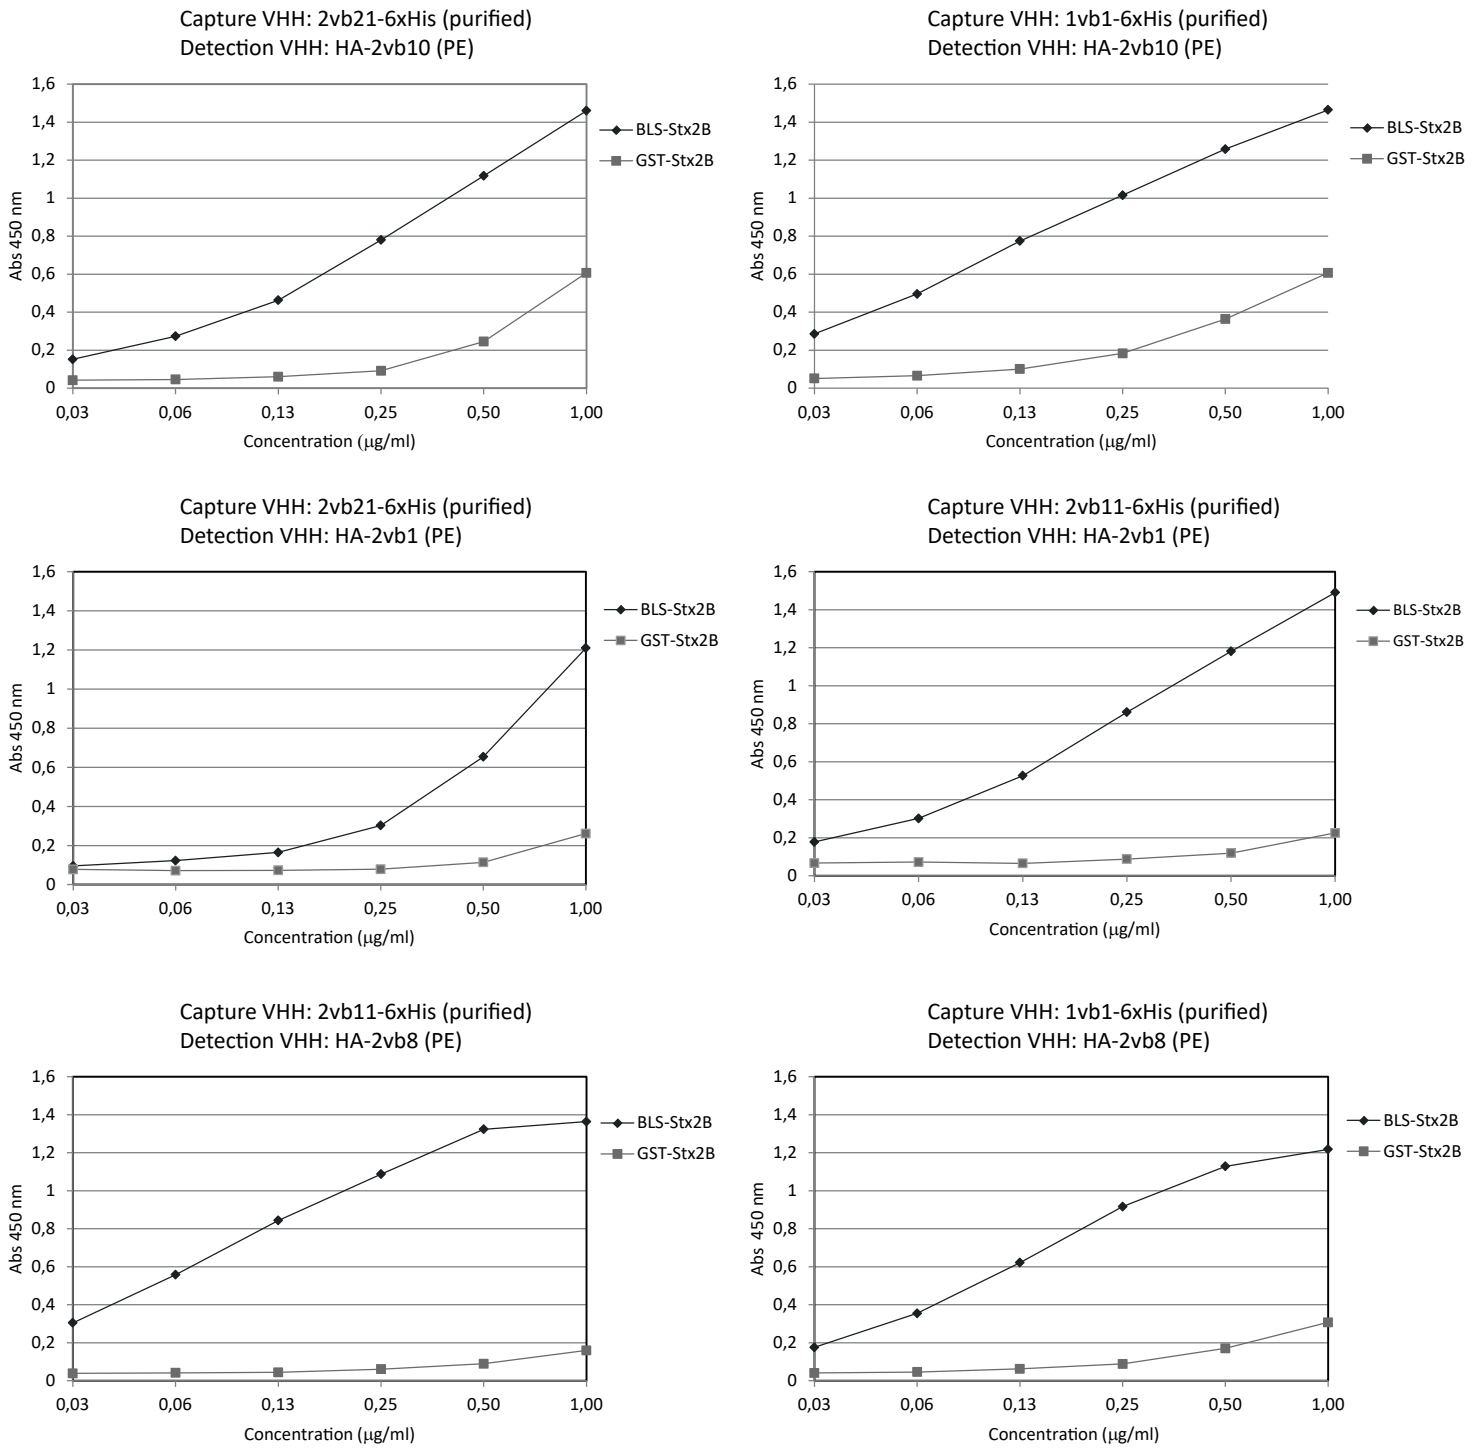 Capture VHH: 2vb21-6xHis (purified)
Detection VHH: HA-2vb10 (PE)
1,6
1,4
1,2
1
0,8
0,6
0,4
0,2
0
Abs 450 nm
0,03 0,06 0,13 0,25 0,50 1,00
Concentration (μg/ml)
BLS-Stx2B
GST-Stx2B
Capture VHH: 1vb1-6xHis (purified)
Detection VHH: HA-2vb10 (PE)
1,6
1,4
1,2
1
0,8
0,6
0,4
0,2
0
Abs 450 nm
0,03 0,06 0,13 0,25 0,50 1,00
Concentration (μg/ml)
BLS-Stx2B
GST-Stx2B
Capture VHH: 2vb21-6xHis (purified)
Detection VHH: HA-2vb1 (PE)
1,6
1,4
1,2
1
0,8
0,6
0,4
0,2
0
Abs 450 nm
0,03 0,06 0,13 0,25 0,50 1,00
Concentration (μg/ml)
BLS-Stx2B
GST-Stx2B
Capture VHH: 2vb11-6xHis (purified)
Detection VHH: HA-2vb1 (PE)
1,6
1,4
1,2
1
0,8
0,6
0,4
0,2
0
Abs 450 nm
0,03 0,06 0,13 0,25 0,50 1,00
Concentration (μg/ml)
BLS-Stx2B
GST-Stx2B
Capture VHH: 2vb11-6xHis (purified)
Detection VHH: HA-2vb8 (PE)
1,6
1,4
1,2
1
0,8
0,6
0,4
0,2
0
Abs 450 nm
0,03 0,06 0,13 0,25 0,50 1,00
Concentration (μg/ml)
BLS-Stx2B
GST-Stx2B
Capture VHH: 1vb1-6xHis (purified)
Detection VHH: HA-2vb8 (PE)
1,6
1,4
1,2
1
0,8
0,6
0,4
0,2
0
Abs 450 nm
0,03 0,06 0,13 0,25 0,50 1,00
Concentration (μg/ml)
BLS-Stx2B
GST-Stx2B